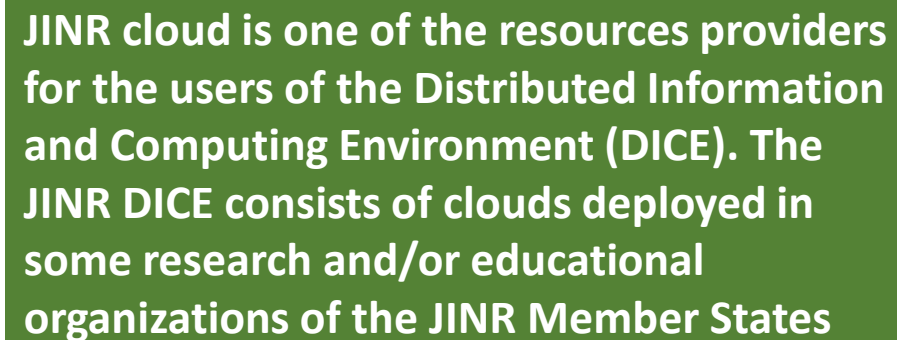 JINR cloud is one of the resources providers
for the users of the Distributed Information
and Computing Environment (DICE). The
JINR DICE consists of clouds deployed in
some research and/or educational
organizations of the JINR Member States